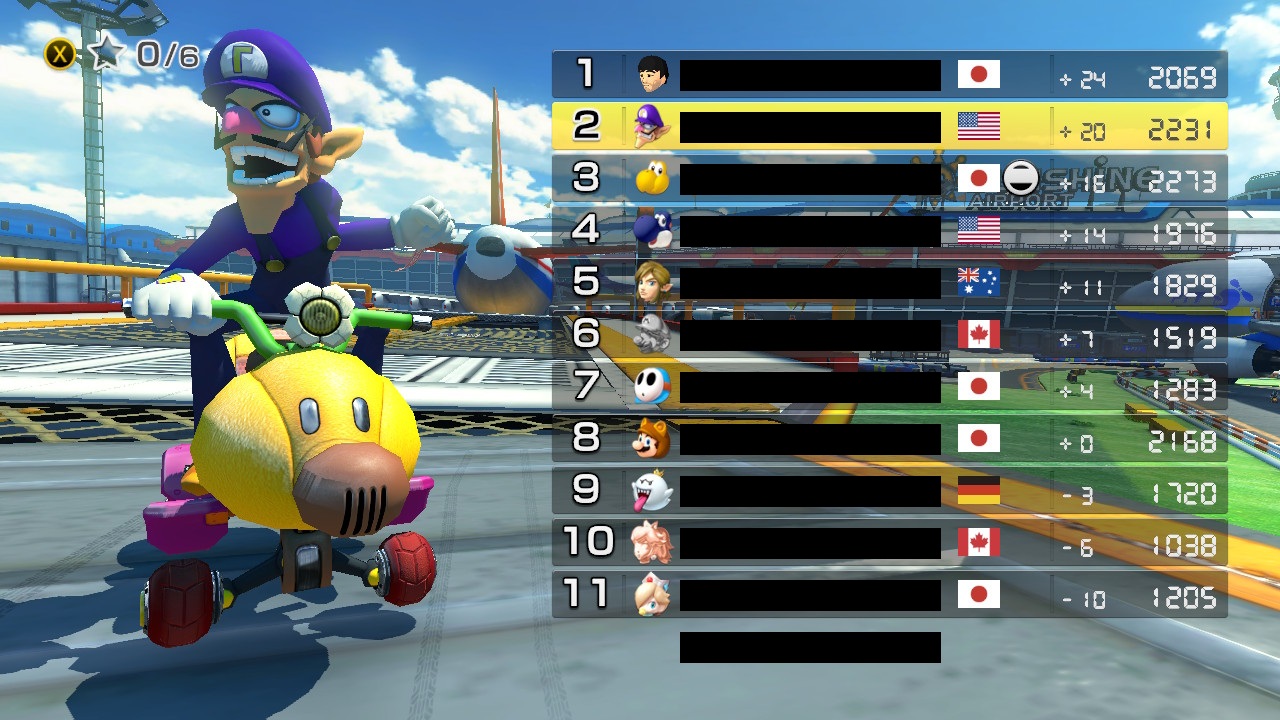 X 0/6
1 + 24 2069
2 + 20 2231
3 + 16 2273
4 + 14 1976
5 + 11 1829
6 + 7 1519
7 + 4 1283
8 + 0 2168
9 - 3 1720
10 - 6 1038
11 - 10 1205
AIRPORT